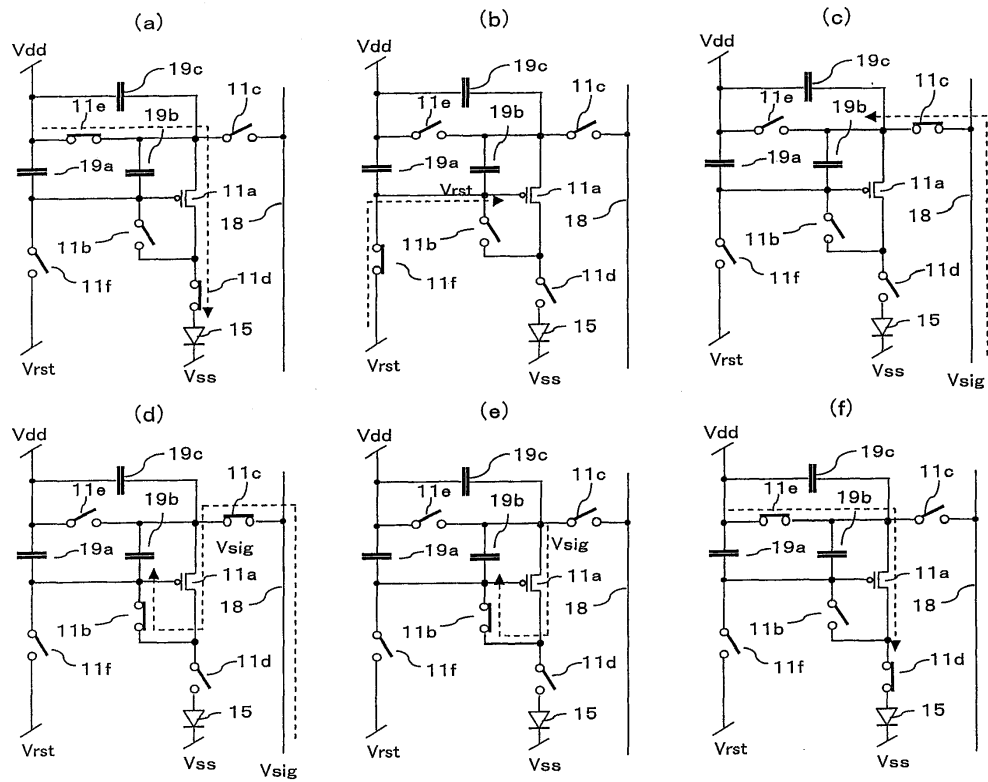 (a)
Vdd
19c
11e
19b
11c
19a
11a
18
11b
11f
11d
15
Vrst
Vss
(b)
Vdd
19c
11e
19b
11c
19a
Vrst
11a
18
11b
11f
11d
15
Vrst
Vss
(c)
Vdd
19c
11e
11c
19b
19a
11a
18
11b
11f
11d
15
Vrst
Vss
Vsig
(d)
Vdd
19c
11c
11e
19b
Vsig
19a
11a
18
11b
11f
11d
15
Vrst
Vss
Vsig
(e)
Vdd
19c
11c
11e
19b
Vsig
19a
11a
18
11b
11f
11d
15
Vrst
Vss
(f)
Vdd
19c
11e
11c
19b
19a
11a
18
11b
11f
11d
15
Vrst
Vss